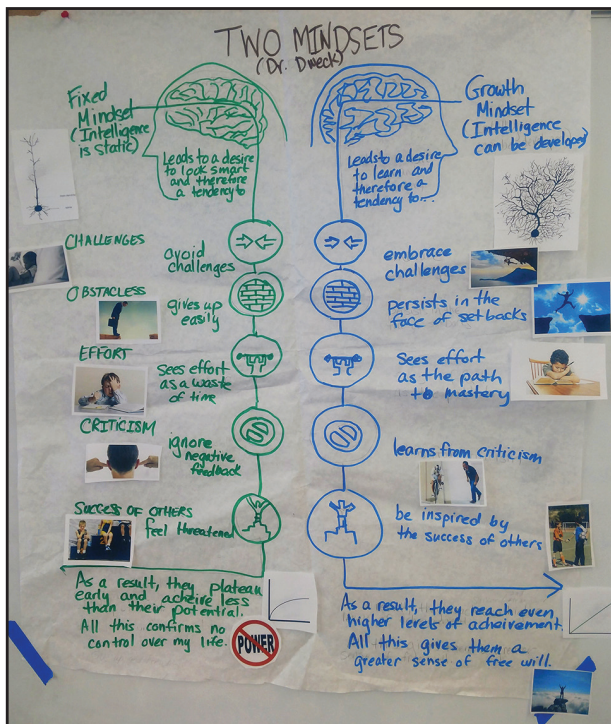 TWO MINDSETS
(Dr. Dweck)
Fixed
Mindset
(Intelligence
is static)
Leads to a desire
to look smart
and therefore
a tendency to
CHALLENGES
avoid
challenges
OBSTACLESS
gives up
easily
EFFORT
Sees effort
as a waste
of time
CRITICISM
ignore
negative
feedback
SUCCESS OF OTHERS
feel threatened
As a result, they plateau
early and acheive less
than their potential.
All this confirms no
control over my life.
POWER
Growth
Mindset
(Intelligence
can be developed)
Leads to a desire
to learn and
therefore a
tendency to...
embrace
challenges
persists in the
face of setbacks
Sees effort
as the path
to mastery
learns from criticism
be inspired by
the success of others
As a result, they reach even
higher levels of acheivement.
All this gives them a
greater sense of free will.